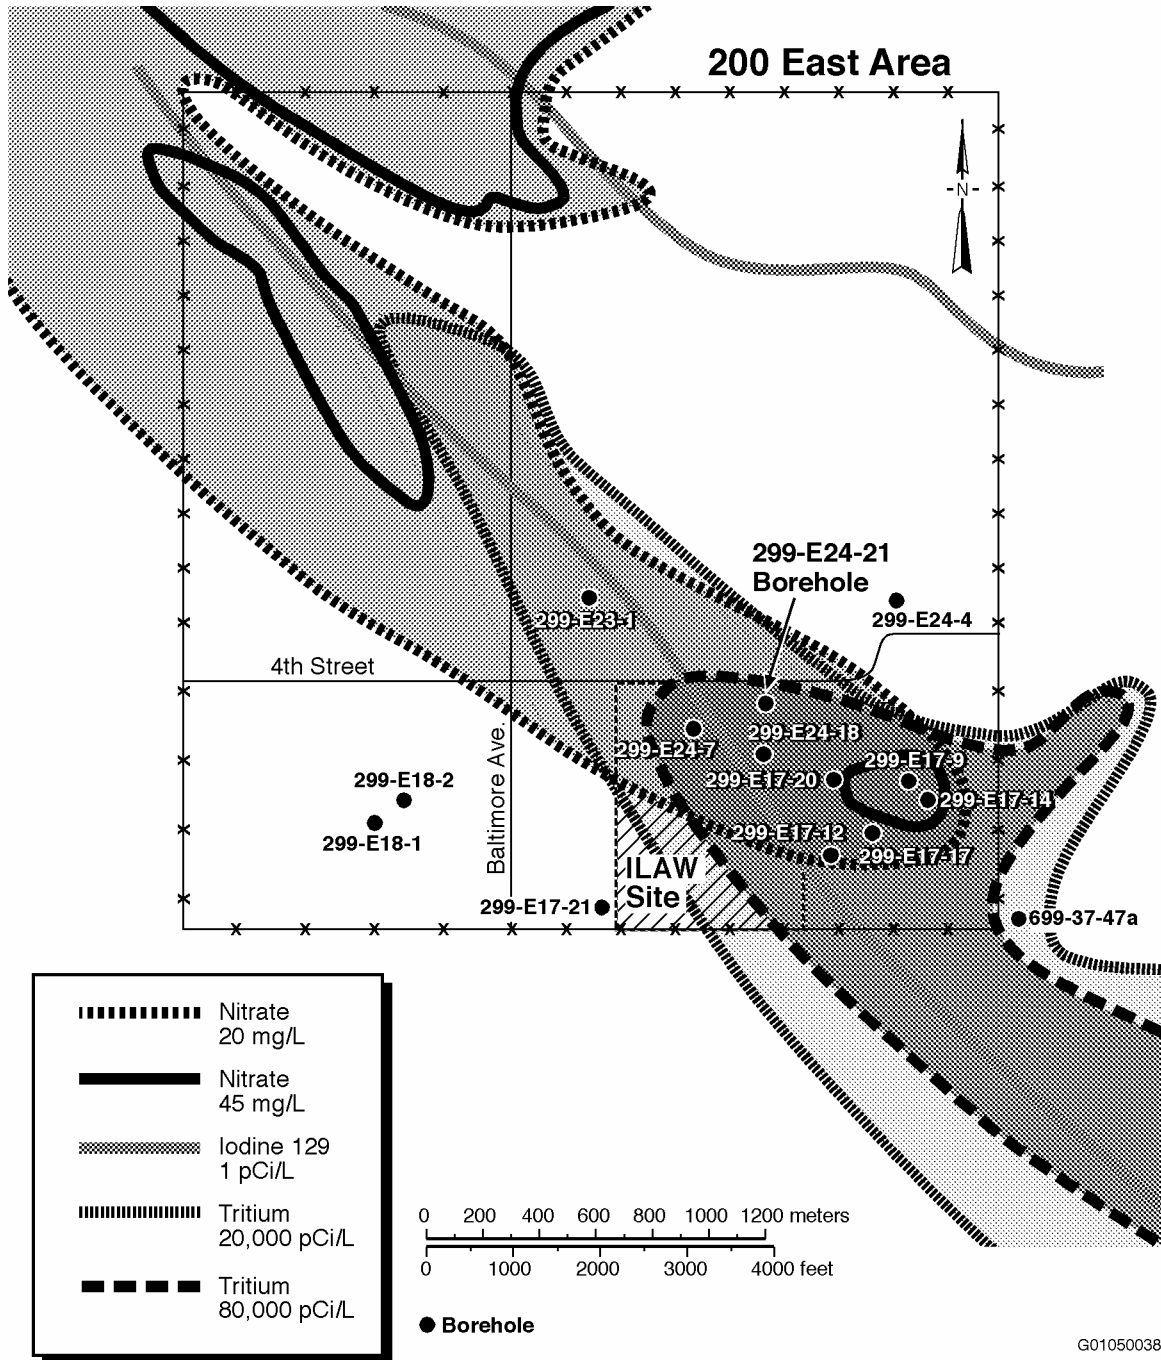 200 East Area
N
299-E24-21
Borehole
299-E24-4
299-E23-1
4th Street
299-E24-18
299-E24-7
299-E17-9
299-E17-20
299-E17-14
299-E18-2
299-E17-12
299-E17-17
299-E18-1
Baltimore Ave.
ILAW
Site
299-E17-21
699-37-47a
Nitrate
20 mg/L
Nitrate
45 mg/L
Iodine 129
1 pCi/L
Tritium
20,000 pCi/L
Tritium
80,000 pCi/L
0 200 400 600 800 1000 1200 meters
0 1000 2000 3000 4000 feet
Borehole
G01050038